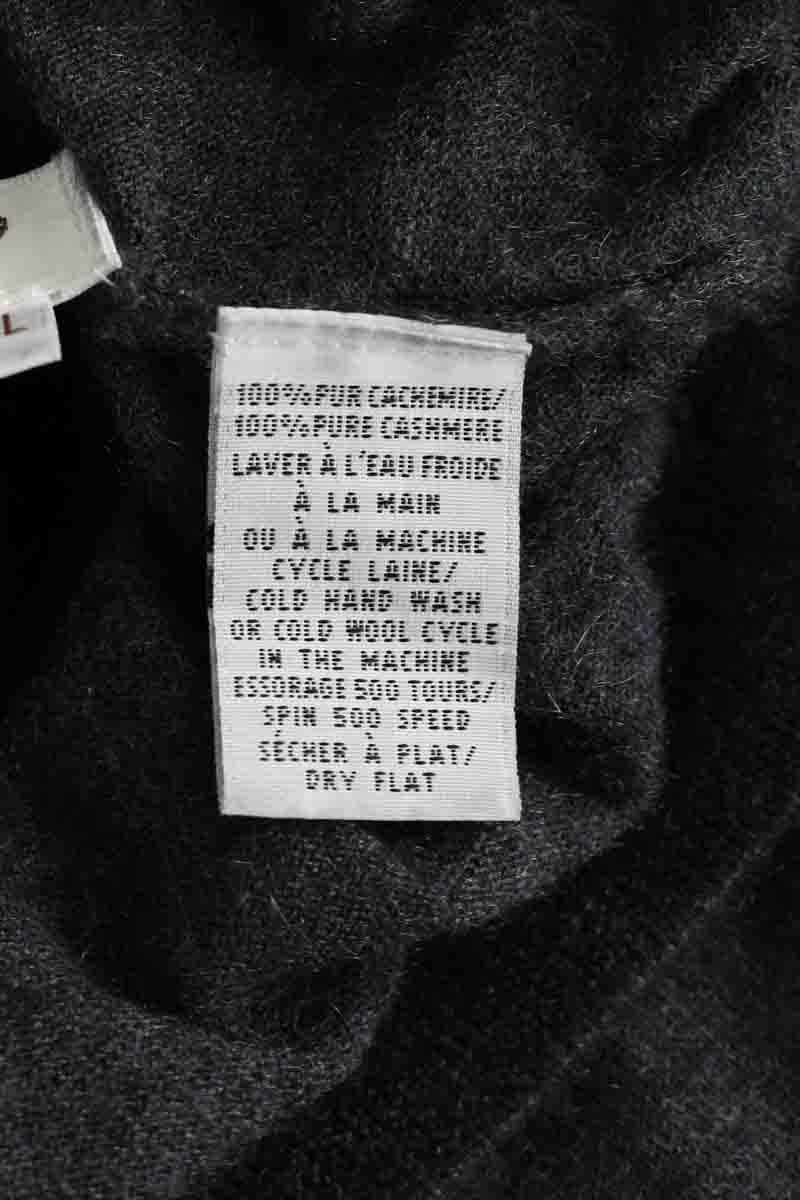 L
100%PUR CACHEMIRE/
100%PURE CASHMERE
LAVER À L'EAU FROIDE
À LA MAIN
OU À LA MACHINE
CYCLE LAINE/
COLD HAND WASH
OR COLD WOOL CYCLE
IN THE MACHINE
ESSORAGE 500 TOURS/
SPIN 500 SPEED
SÉCHER À PLAT/
DRY FLAT